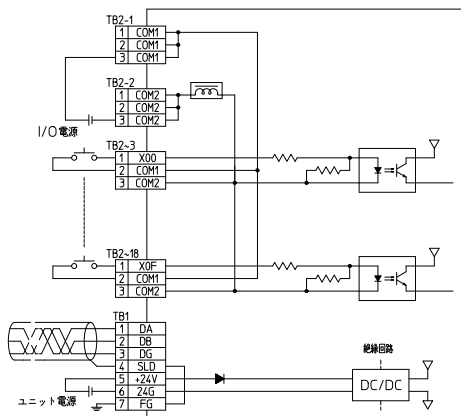 TB2-1
1 COM1
2 COM1
3 COM1
TB2-2
1 COM2
2 COM2
3 COM2
I/O電源
TB2~3
1 X00
2 COM1
3 COM2
TB2~18
1 X0F
2 COM1
3 COM2
TB1
1 DA
2 DB
3 DG
4 SLD
5 +24V
6 24G
7 FG
ユニット電源
絶縁回路
DC/DC